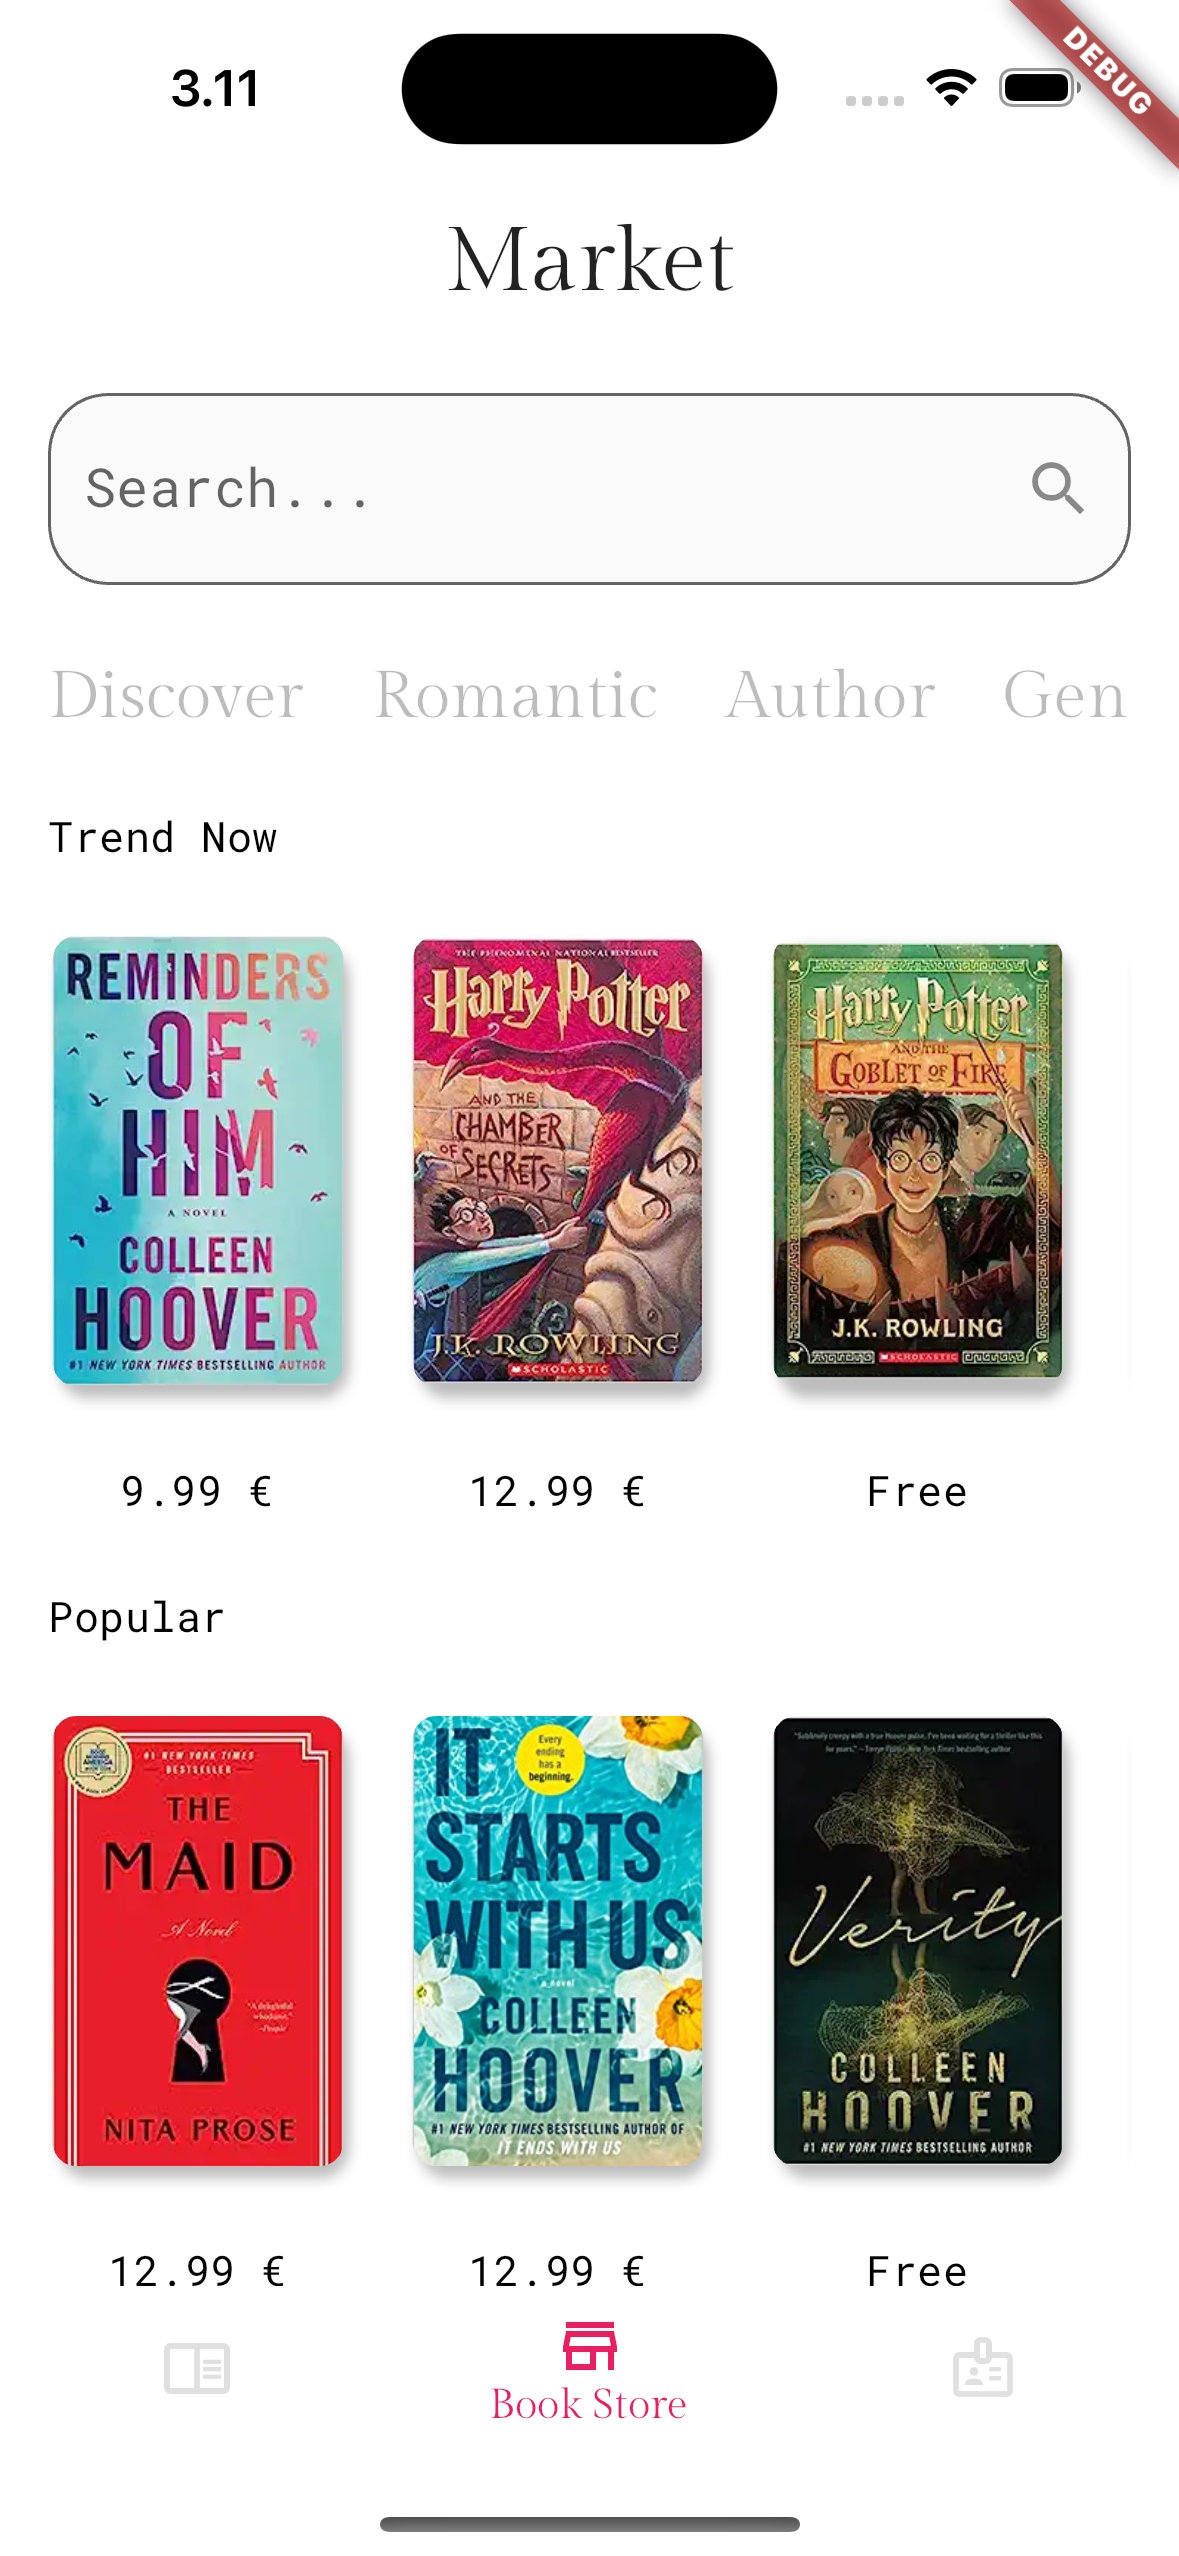 3.11
DEBUG
Market
Search...
Discover Romantic Author Gen
Trend Now
REMINDERS
OF
HIM
A NOVEL
COLLEEN
HOOVER
#1 NEW YORK TIMES BESTSELLING AUTHOR
THE PHENOMENAL NATIONAL BESTSELLER
Harry Potter
AND THE
CHAMBER
OF SECRETS
J.K. ROWLING
SCHOLASTIC
Harry Potter
AND THE
GOBLET OF FIRE
J.K. ROWLING
SCHOLASTIC
9.99 € 12.99 € Free
Popular
#1 NEW YORK TIMES
BESTSELLER
THE
MAID
A Novel
"A delightful
whodunit."
—People
NITA PROSE
IT
STARTS
WITH US
Every
ending
has a
beginning.
a novel
COLLEEN
HOOVER
#1 NEW YORK TIMES BESTSELLING AUTHOR OF
IT ENDS WITH US
Verity
COLLEEN
HOOVER
#1 NEW YORK TIMES BESTSELLING AUTHOR
12.99 € 12.99 € Free
Book Store